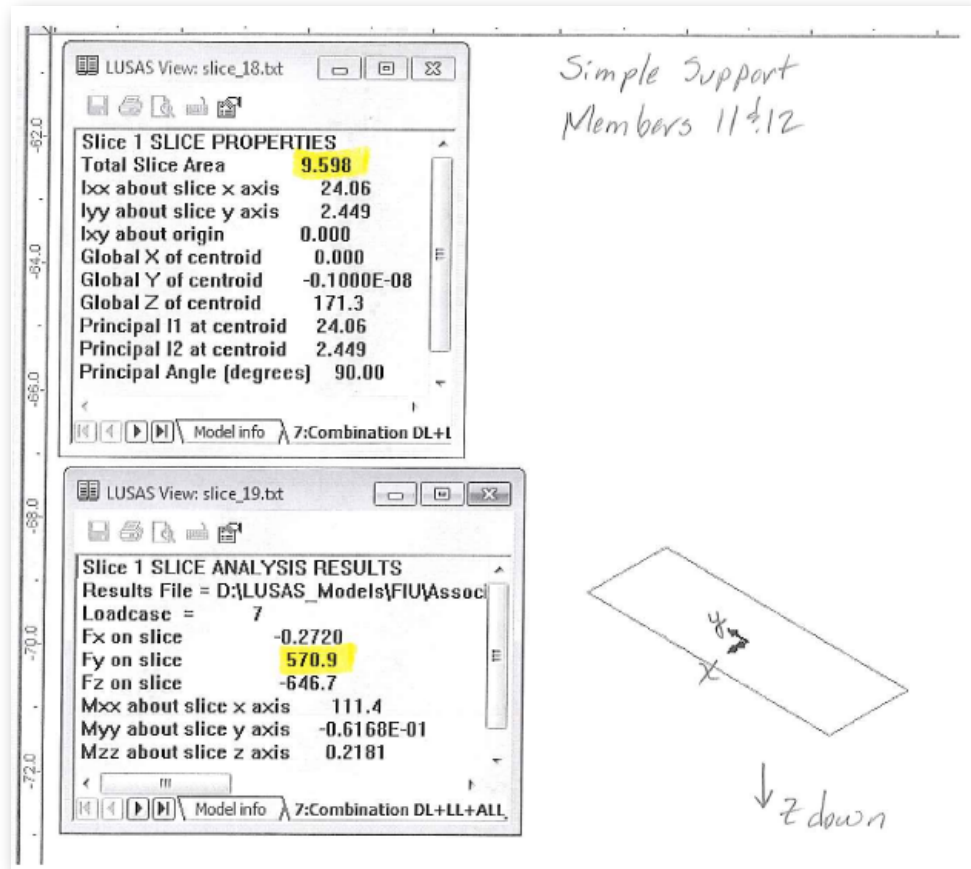 LUSAS View: slice_18.txt
Simple Support
Members 11 & 12
Slice 1 SLICE PROPERTIES
Total Slice Area 9.598
Ixx about slice x axis 24.06
Iyy about slice y axis 2.449
Ixy about origin 0.000
Global X of centroid 0.000
Global Y of centroid -0.1000E-08
Global Z of centroid 171.3
Principal I1 at centroid 24.06
Principal I2 at centroid 2.449
Principal Angle (degrees) 90.00
Model info 7:Combination DL+L
LUSAS View: slice_19.txt
Slice 1 SLICE ANALYSIS RESULTS
Results File = D:\LUSAS_Models\FIU\Associ
Loadcase = 7
Fx on slice -0.2720
Fy on slice 570.9
Fz on slice -646.7
Mxx about slice x axis 111.4
Myy about slice y axis -0.6168E-01
Mzz about slice z axis 0.2181
Model info 7:Combination DL+LL+ALL,
y
x
z down
-62.0
-64.0
-66.0
-68.0
-70.0
-72.0